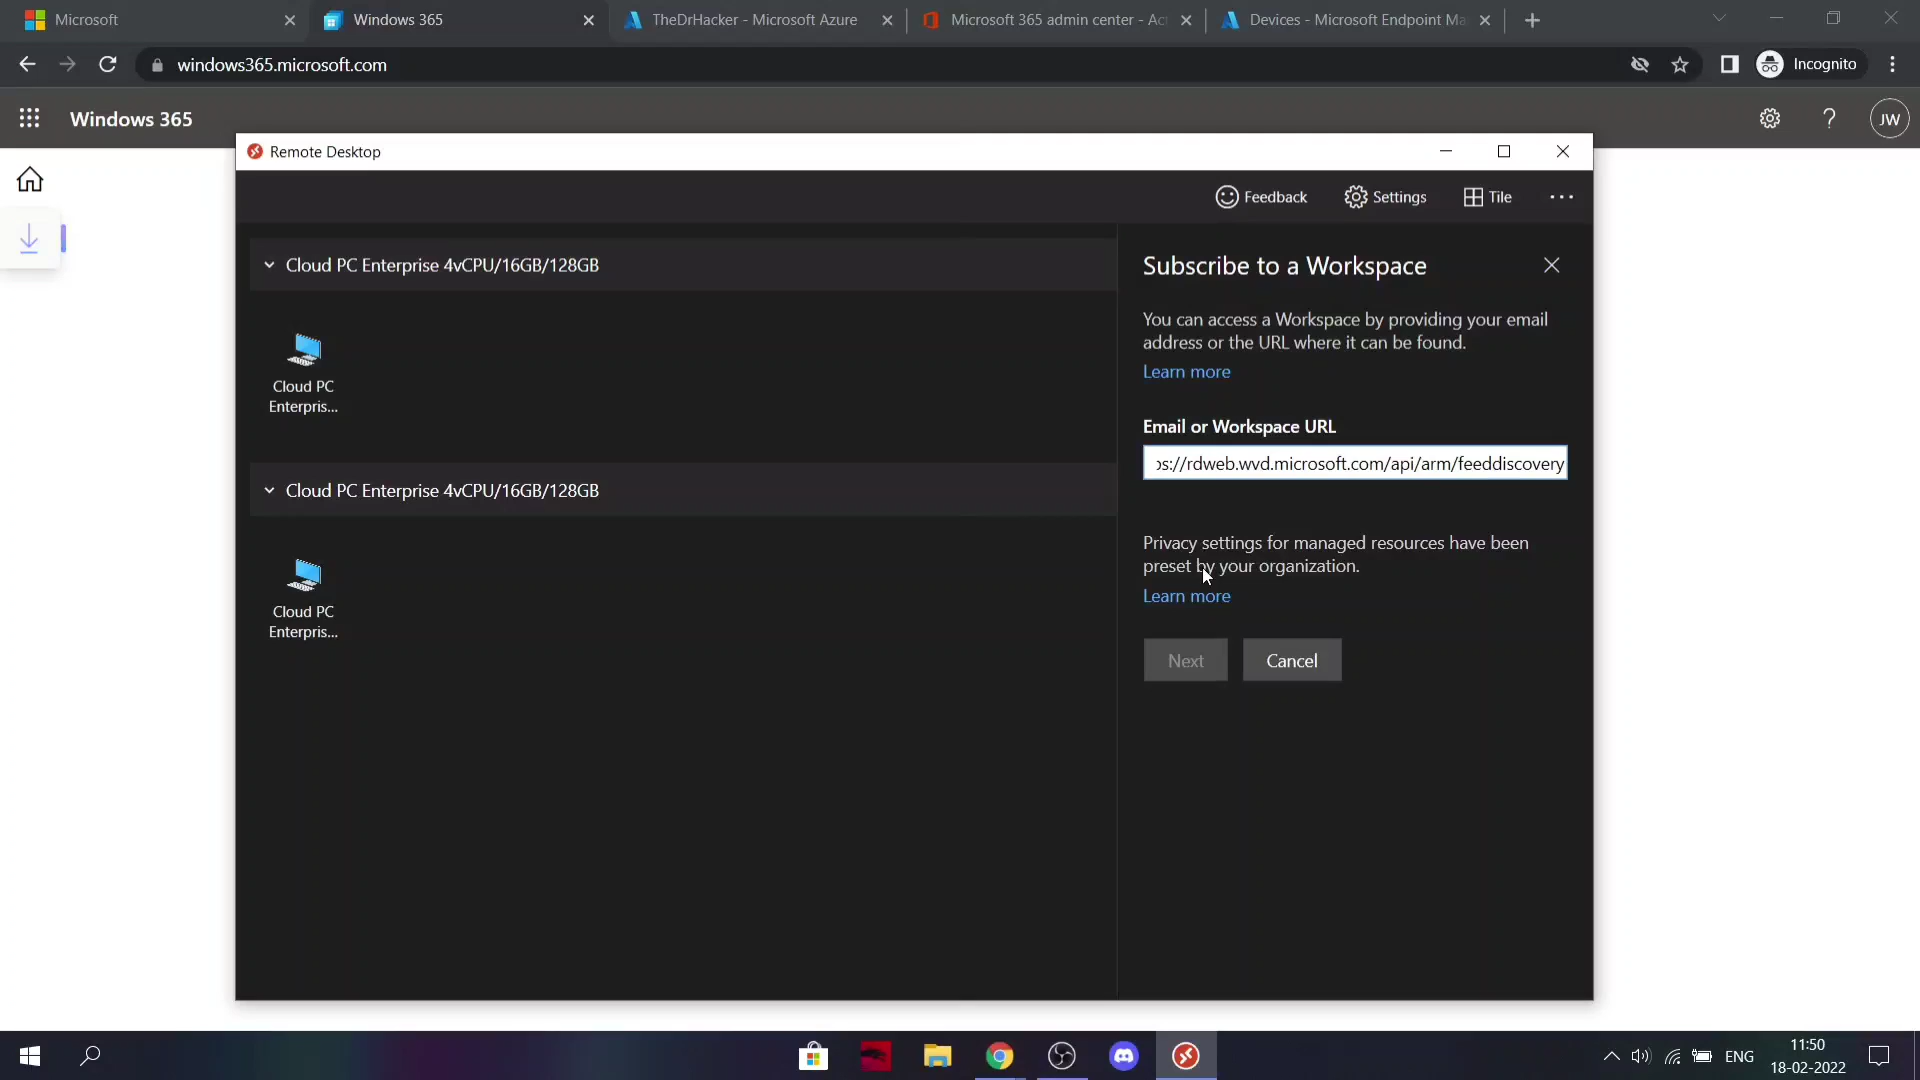 Microsoft
Windows 365
TheDrHacker - Microsoft Azure
Microsoft 365 admin center - Ac
Devices - Microsoft Endpoint Ma
windows365.microsoft.com
Incognito
Windows 365
JW
Remote Desktop
Feedback
Settings
Tile
Cloud PC Enterprise 4vCPU/16GB/128GB
Cloud PC
Enterpris...
Cloud PC Enterprise 4vCPU/16GB/128GB
Cloud PC
Enterpris...
Subscribe to a Workspace
You can access a Workspace by providing your email
address or the URL where it can be found.
Learn more
Email or Workspace URL
os://rdweb.wvd.microsoft.com/api/arm/feeddiscovery
Privacy settings for managed resources have been
preset by your organization.
Learn more
Next
Cancel
ENG
11:50
18-02-2022